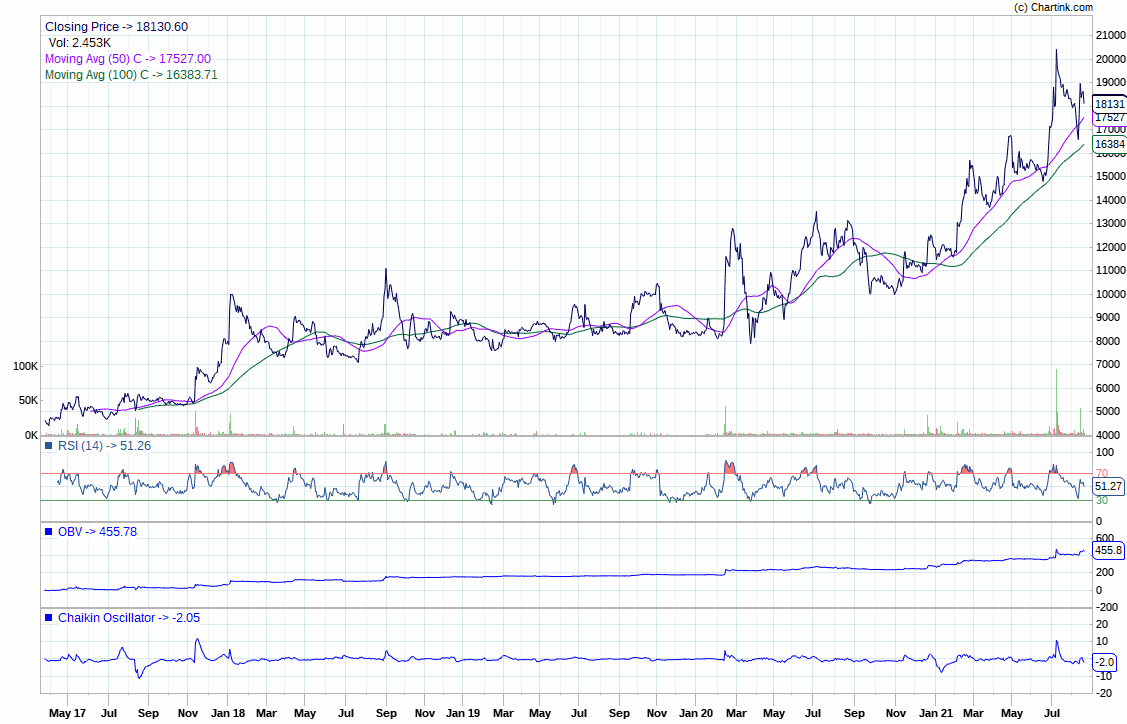 (c) Chartink.com
Closing Price -> 18130.60
Vol: 2.453K
Moving Avg (50) C -> 17527.00
Moving Avg (100) C -> 16383.71
21000
20000
19000
18131
17527
17000
16384
16000
15000
14000
13000
12000
11000
10000
9000
8000
7000
6000
5000
4000
100K
50K
0K
RSI (14) -> 51.26
100
70
51.27
30
0
OBV -> 455.78
600
455.8
200
0
-200
Chaikin Oscillator -> -2.05
20
10
-2.0
-10
-20
May 17 Jul Sep Nov Jan 18 Mar May Jul Sep Nov Jan 19 Mar May Jul Sep Nov Jan 20 Mar May Jul Sep Nov Jan 21 Mar May Jul